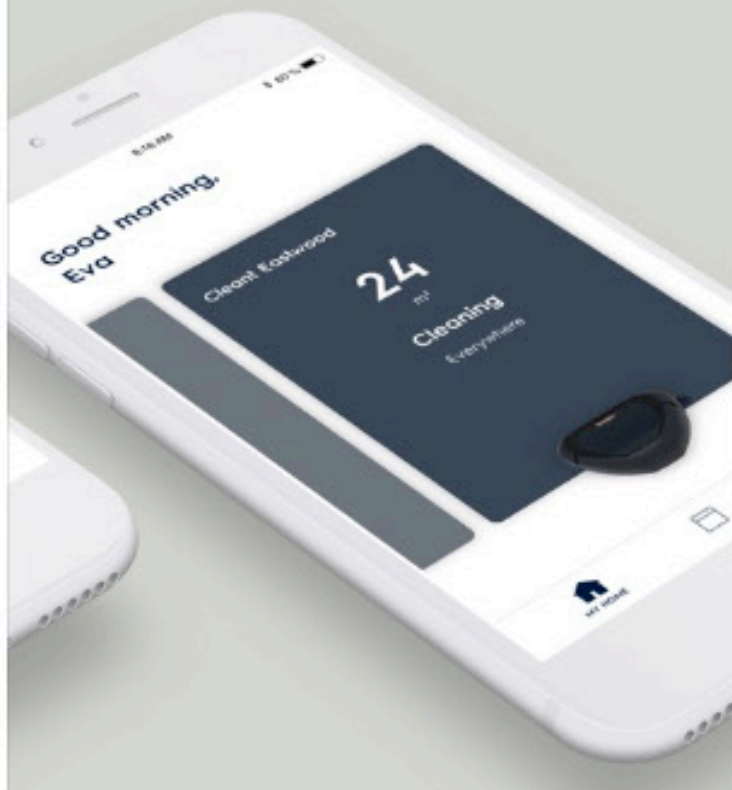 Good morning,
Eva
Cleant Eastwood
24
m²
Cleaning
Everywhere
MY HOME